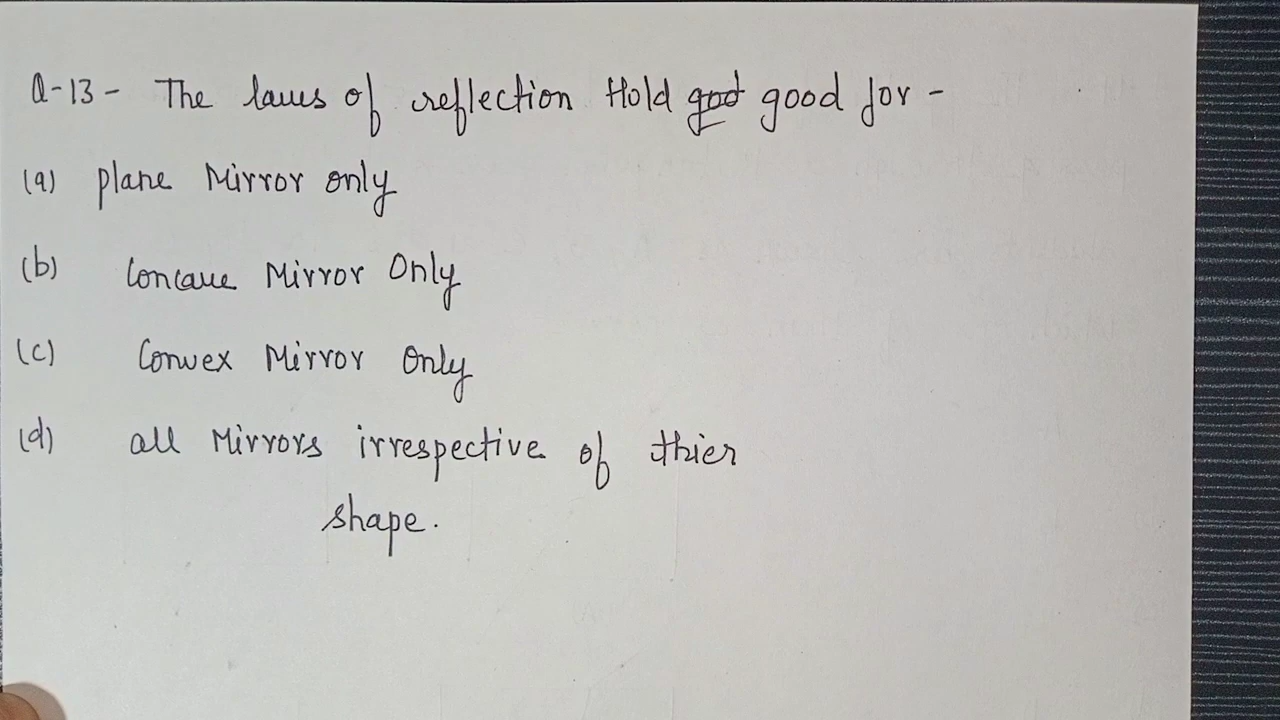 Q-13- The laws of reflection Hold god good for -
(a) plane Mirror only
(b) Concave Mirror Only
(c) Convex Mirror Only
(d) all Mirrors irrespective of thier
shape.